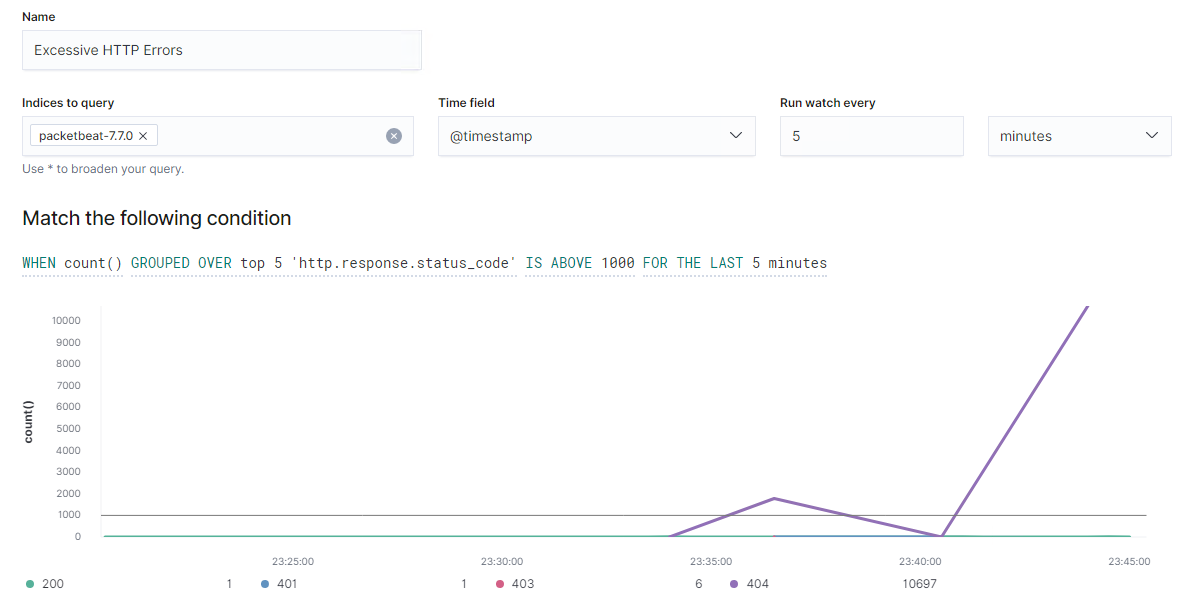 Name
Excessive HTTP Errors
Indices to query Time field Run watch every
packetbeat-7.7.0 @timestamp 5 minutes
Use * to broaden your query.
Match the following condition
WHEN count() GROUPED OVER top 5 'http.response.status_code' IS ABOVE 1000 FOR THE LAST 5 minutes
count()
10000
9000
8000
7000
6000
5000
4000
3000
2000
1000
0
23:25:00 23:30:00 23:35:00 23:40:00 23:45:00
200 1 401 1 403 6 404 10697